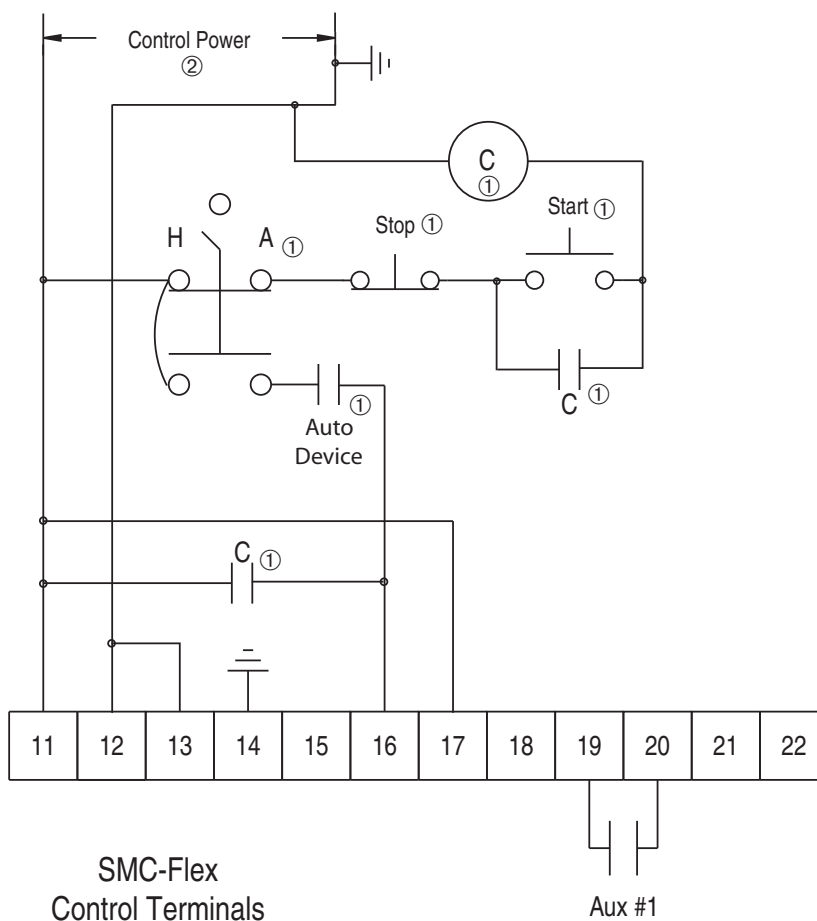 Control Power
②
C
①
H
A ①
Stop ①
Start ①
C ①
①
Auto
Device
C ①
11 12 13 14 15 16 17 18 19 20 21 22
SMC-Flex
Control Terminals
Aux #1